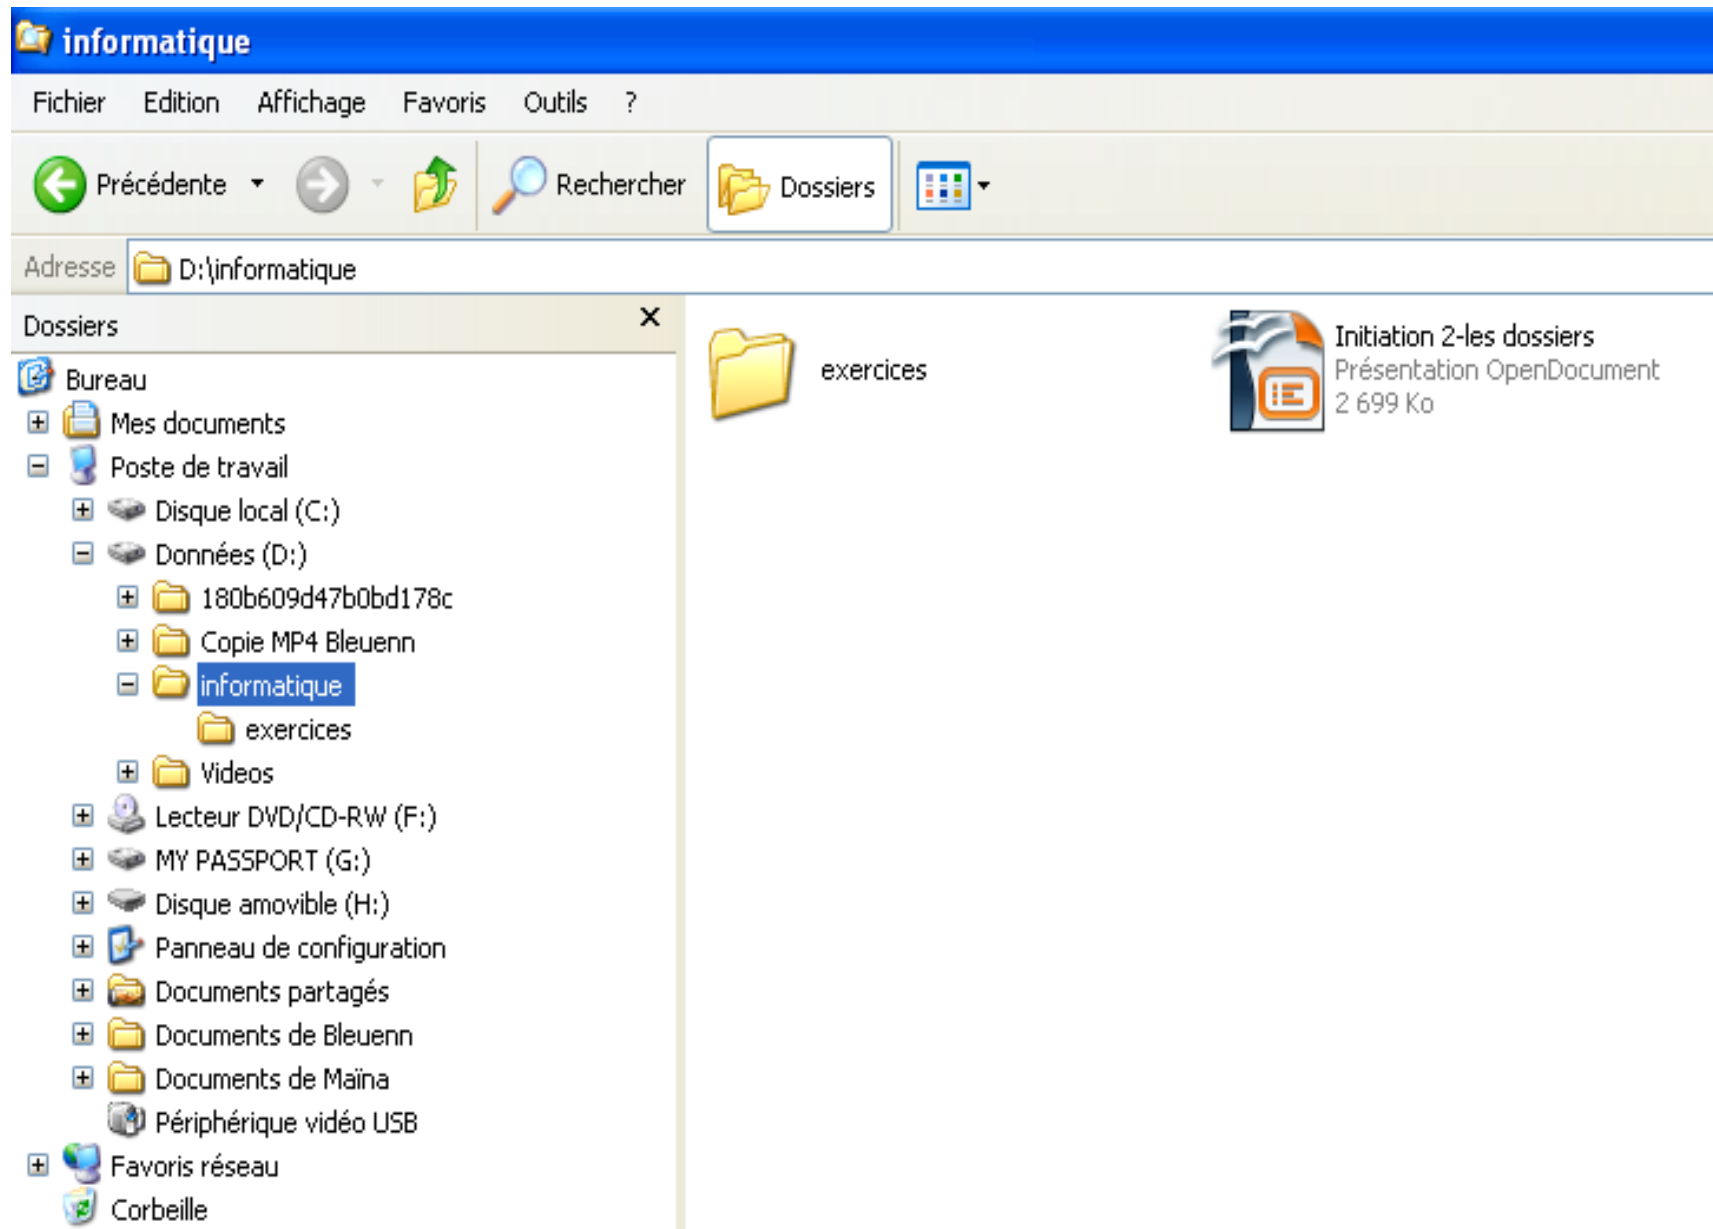 informatique
Fichier Edition Affichage Favoris Outils ?
Précédente Rechercher Dossiers
Adresse D:\informatique
Dossiers
Bureau
Mes documents
Poste de travail
Disque local (C:)
Données (D:)
180b609d47b0bd178c
Copie MP4 Bleuenn
informatique
exercices
Videos
Lecteur DVD/CD-RW (F:)
MY PASSPORT (G:)
Disque amovible (H:)
Panneau de configuration
Documents partagés
Documents de Bleuenn
Documents de Maïna
Périphérique vidéo USB
Favoris réseau
Corbeille
exercices
Initiation 2-les dossiers
Présentation OpenDocument
2 699 Ko